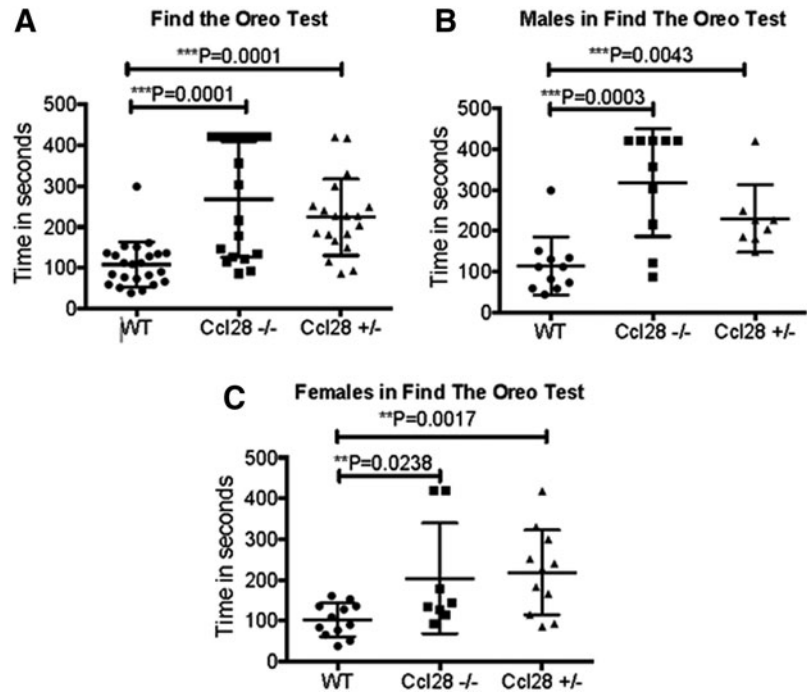 A
Find the Oreo Test
***P=0.0001
***P=0.0001
500
400
300
200
100
0
Time in seconds
WT
Ccl28 -/-
Ccl28 +/-
B
Males in Find The Oreo Test
***P=0.0043
***P=0.0003
500
400
300
200
100
0
Time in seconds
WT
Ccl28 -/-
Ccl28 +/-
C
Females in Find The Oreo Test
**P=0.0017
**P=0.0238
500
400
300
200
100
0
Time in seconds
WT
Ccl28 -/-
Ccl28 +/-